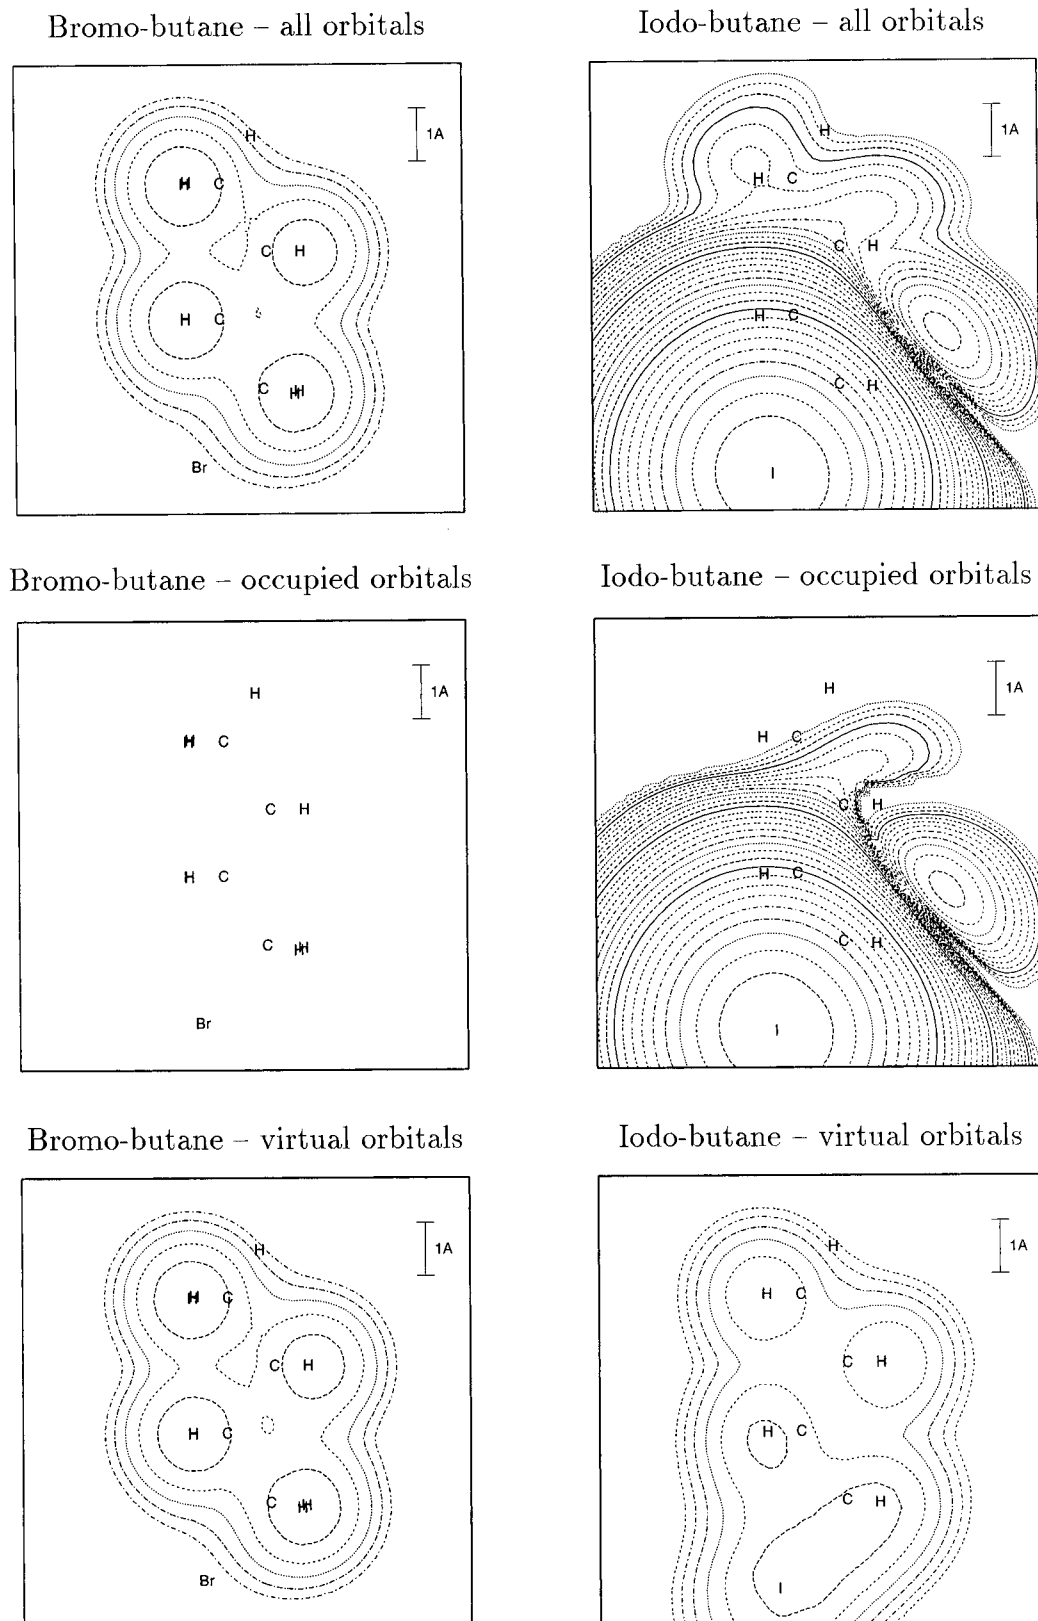 Bromo-butane – all orbitals
1A
H
H C
C H
H C
C H H
Br
Iodo-butane – all orbitals
1A
H
H C
C H
H C
C H
I
Bromo-butane – occupied orbitals
1A
H
H C
C H
H C
C H H
Br
Iodo-butane – occupied orbitals
1A
H
H C
C H
H C
C H
I
Bromo-butane – virtual orbitals
H
1A
H C
C H
H C
C H H
Br
Iodo-butane – virtual orbitals
H
1A
H C
C H
H C
C H
I